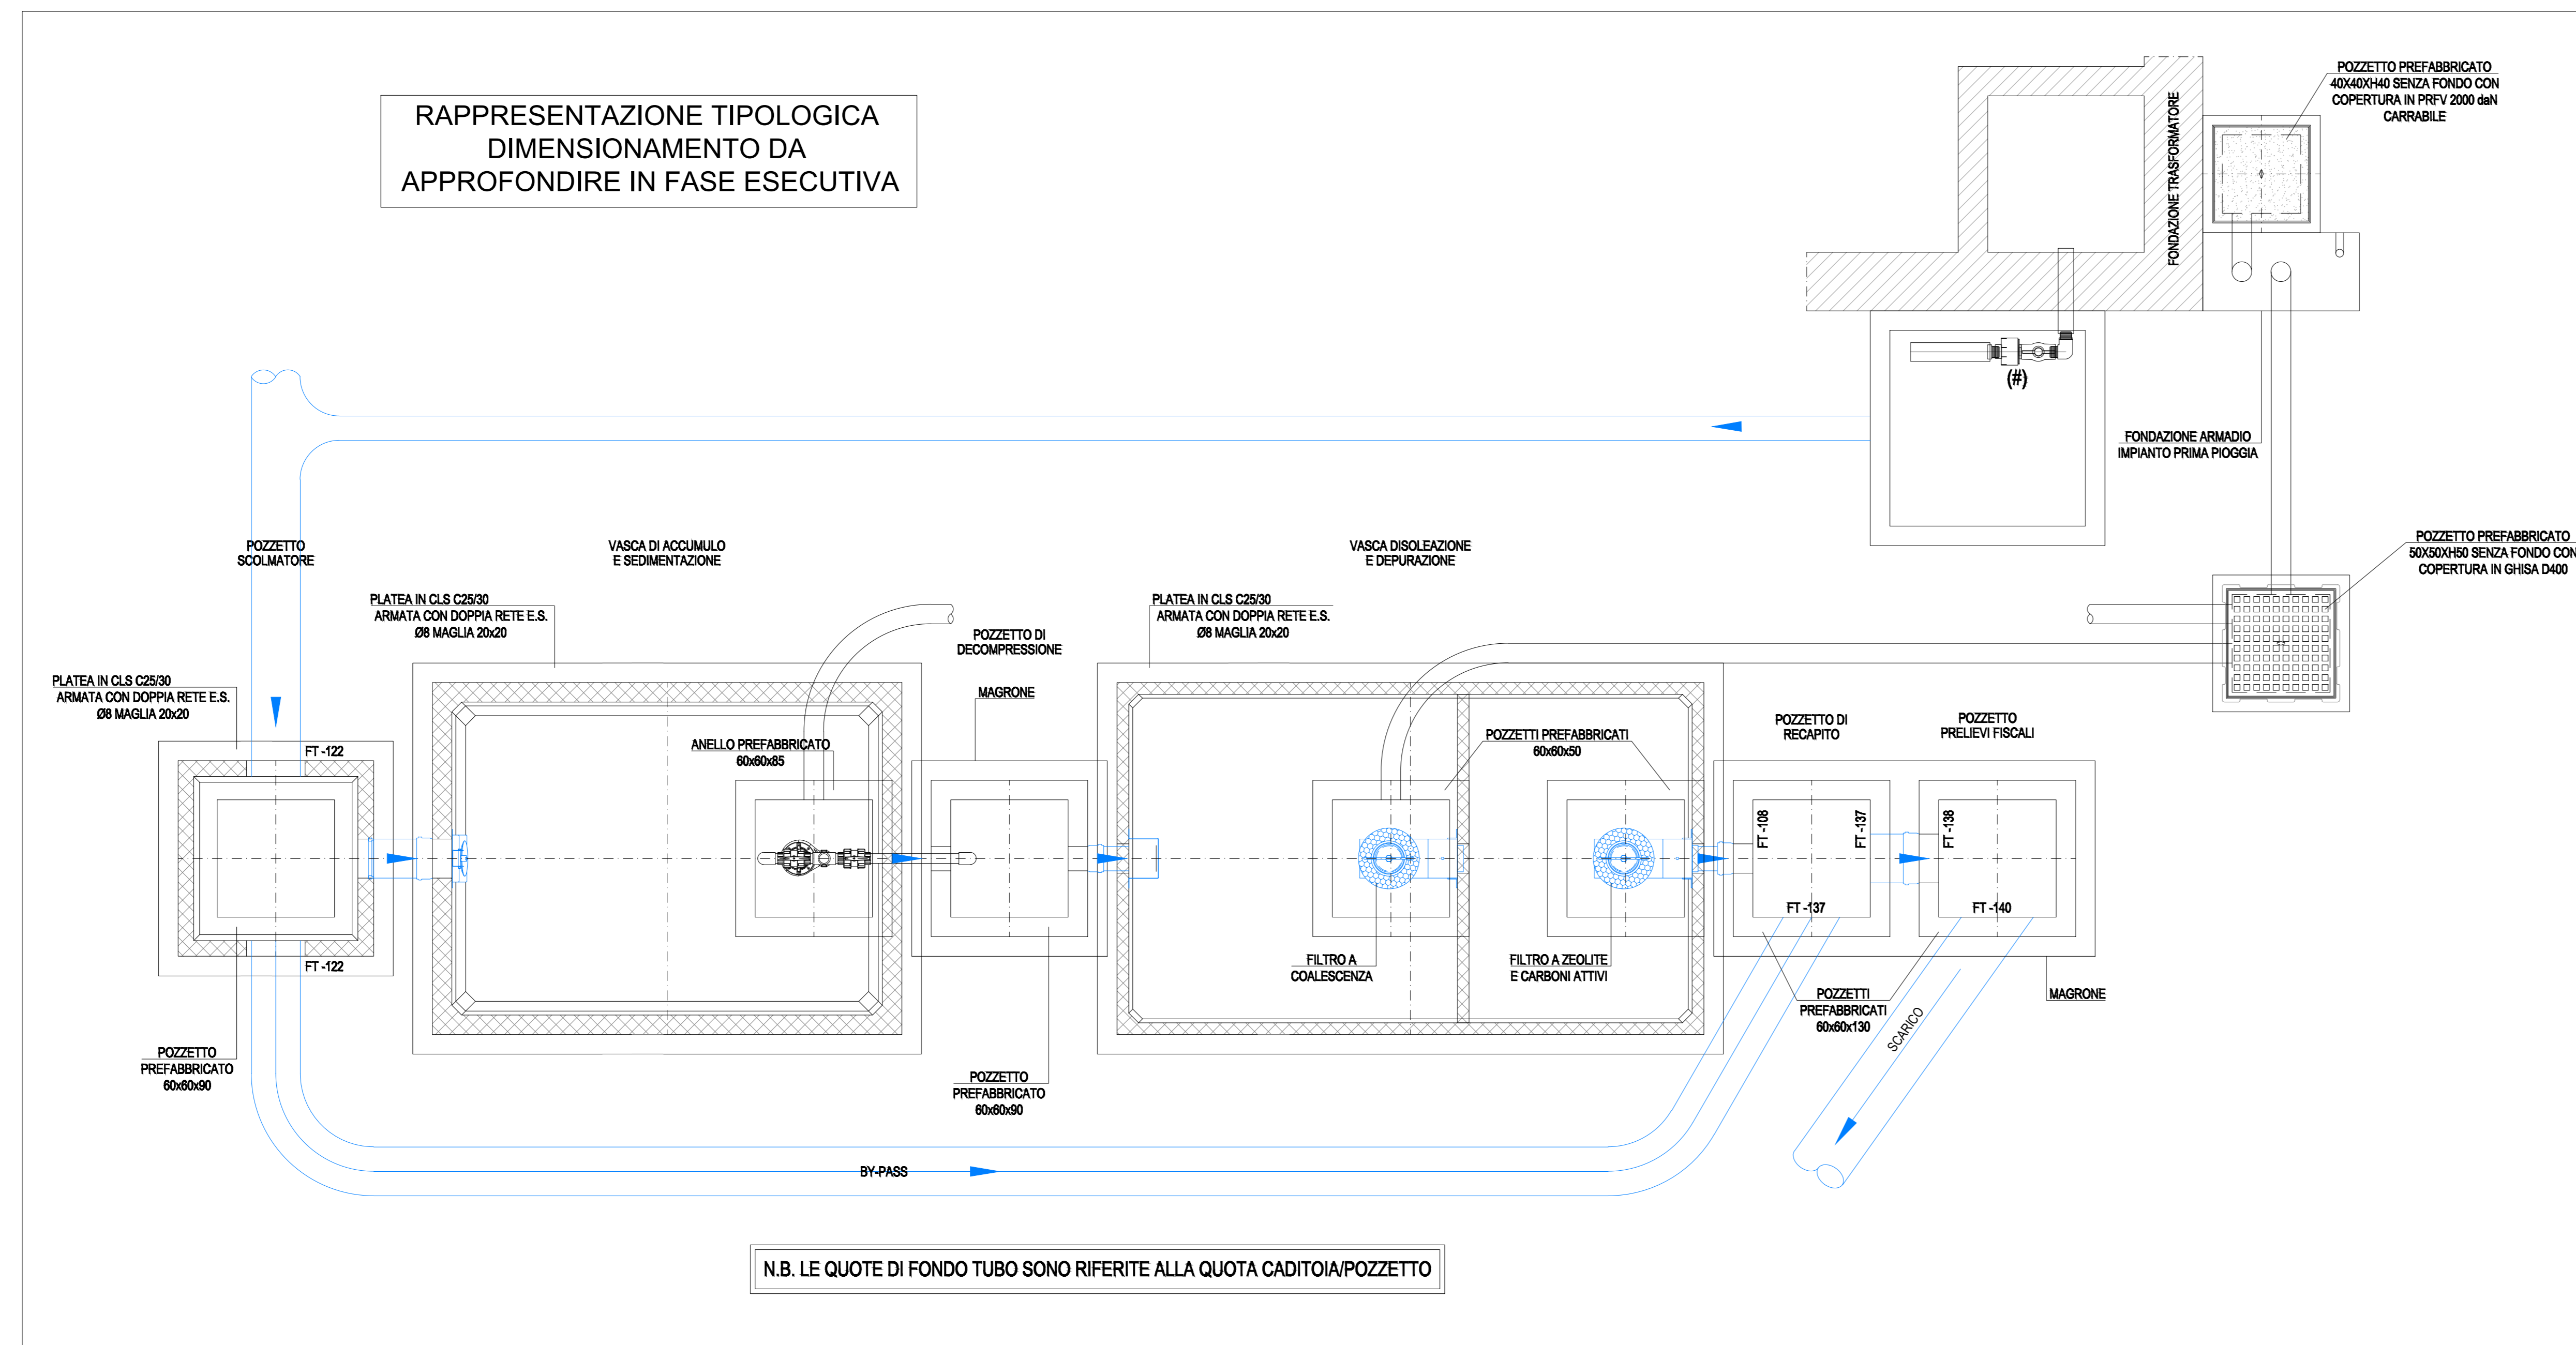 RAPPRESENTAZIONE TIPOLOGICA
DIMENSIONAMENTO DA
APPROFONDIRE IN FASE ESECUTIVA
POZZETTO PREFABBRICATO
40X40XH40 SENZA FONDO CON
COPERTURA IN PRFV 2000 daN
CARRABILE
FONDAZIONE TRASFORMATORE
(#)
FONDAZIONE ARMADIO
IMPIANTO PRIMA PIOGGIA
POZZETTO PREFABBRICATO
50X50XH50 SENZA FONDO CON
COPERTURA IN GHISA D400
POZZETTO
SCOLMATORE
VASCA DI ACCUMULO
E SEDIMENTAZIONE
VASCA DISOLEAZIONE
E DEPURAZIONE
PLATEA IN CLS C25/30
ARMATA CON DOPPIA RETE E.S.
Ø8 MAGLIA 20x20
PLATEA IN CLS C25/30
ARMATA CON DOPPIA RETE E.S.
Ø8 MAGLIA 20x20
POZZETTO DI
DECOMPRESSIONE
PLATEA IN CLS C25/30
ARMATA CON DOPPIA RETE E.S.
Ø8 MAGLIA 20x20
MAGRONE
POZZETTO DI
RECAPITO
POZZETTO
PRELIEVI FISCALI
FT -122
ANELLO PREFABBRICATO
60x60x85
POZZETTI PREFABBRICATI
60x60x50
FT -108
FT -137
FT -138
FT -137
FT -140
FT -122
FILTRO A
COALESCENZA
FILTRO A ZEOLITE
E CARBONI ATTIVI
POZZETTI
PREFABBRICATI
60x60x130
MAGRONE
SCARICO
POZZETTO
PREFABBRICATO
60x60x90
POZZETTO
PREFABBRICATO
60x60x90
BY-PASS
N.B. LE QUOTE DI FONDO TUBO SONO RIFERITE ALLA QUOTA CADITOIA/POZZETTO